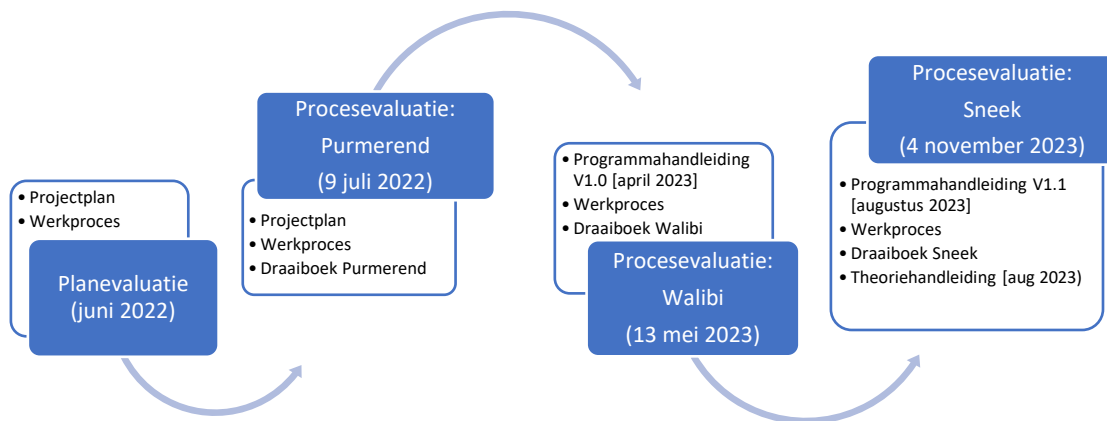 • Projectplan
• Werkproces
Planevaluatie
(juni 2022)
Procesevaluatie:
Purmerend
(9 juli 2022)
• Projectplan
• Werkproces
• Draaiboek Purmerend
• Programmahandleiding
V1.0 [april 2023]
• Werkproces
• Draaiboek Walibi
Procesevaluatie:
Walibi
(13 mei 2023)
Procesevaluatie:
Sneek
(4 november 2023)
• Programmahandleiding V1.1
[augustus 2023]
• Werkproces
• Draaiboek Sneek
• Theoriehandleiding [aug 2023)